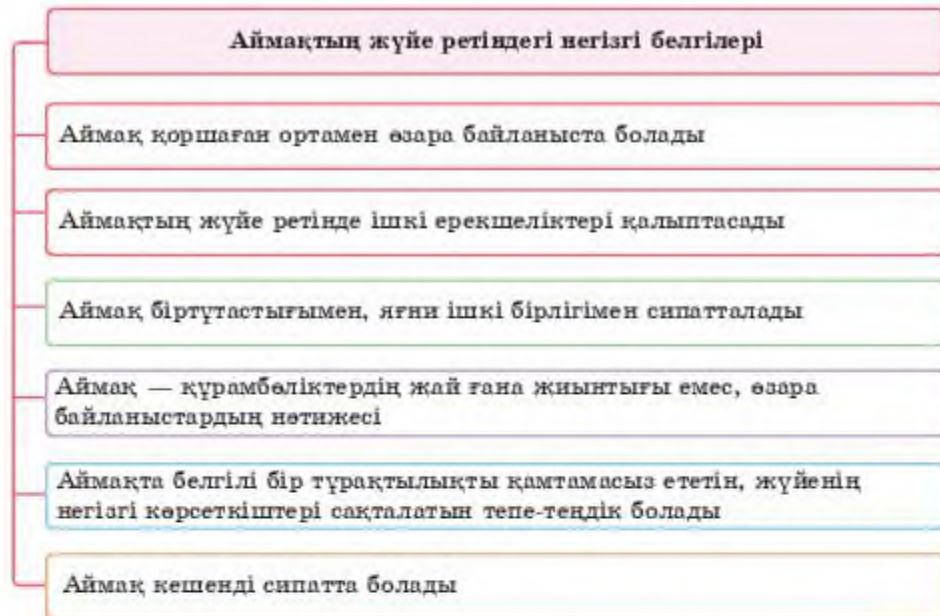 Аймақтың жүйе ретіндегі негізгі белгілері
Аймақ қоршаған ортамен өзара байланыста болады
Аймақтың жүйе ретінде ішкі ерекшеліктері қалыптасады
Аймақ біртұтастығымен, яғни ішкі бірлігімен сипатталады
Аймақ — құрамбөліктердің жай ғана жиынтығы емес, өзара
байланыстардың нәтижесі
Аймақта белгілі бір тұрақтылықты қамтамасыз ететін, жүйенің
негізгі көрсеткіштері сақталатын тепе-теңдік болады
Аймақ кешенді сипатта болады